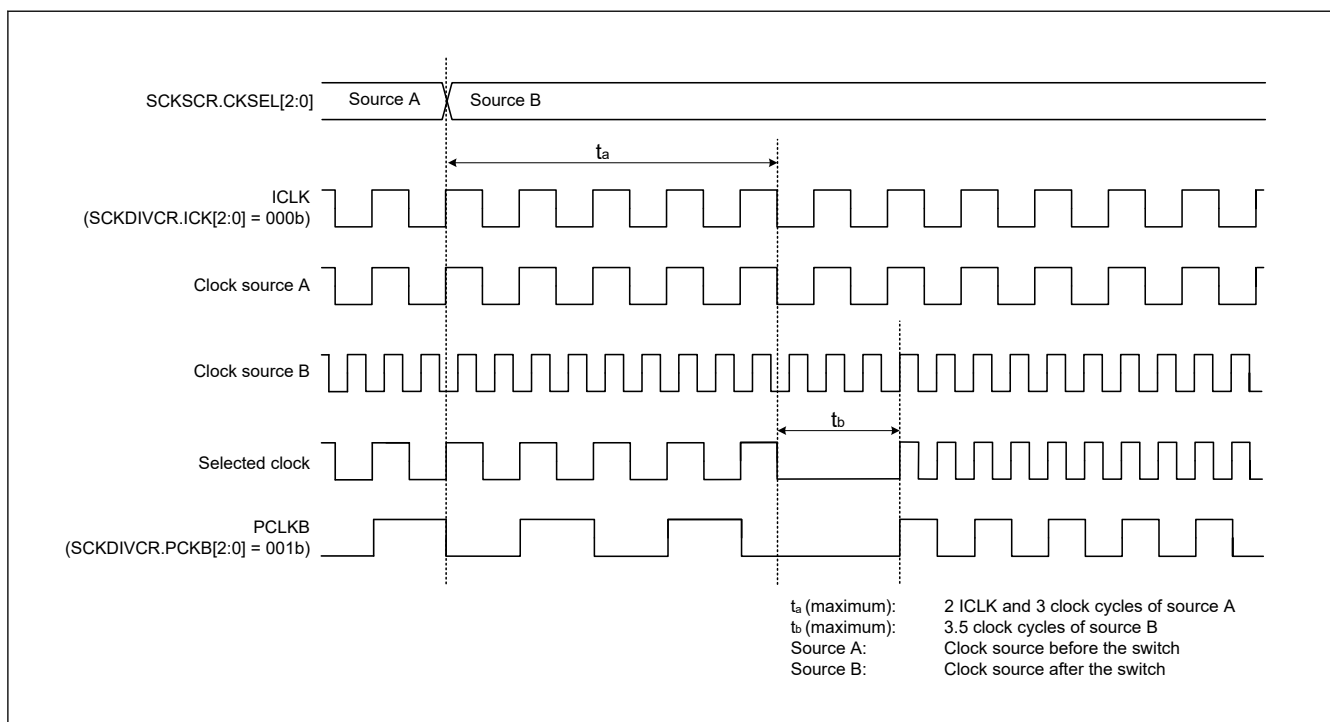 SCKSCR.CKSEL[2:0]
Source A
Source B
ta
ICLK
(SCKDIVCR.ICK[2:0] = 000b)
Clock source A
Clock source B
tb
Selected clock
PCLKB
(SCKDIVCR.PCKB[2:0] = 001b)
ta (maximum): 2 ICLK and 3 clock cycles of source A
tb (maximum): 3.5 clock cycles of source B
Source A: Clock source before the switch
Source B: Clock source after the switch